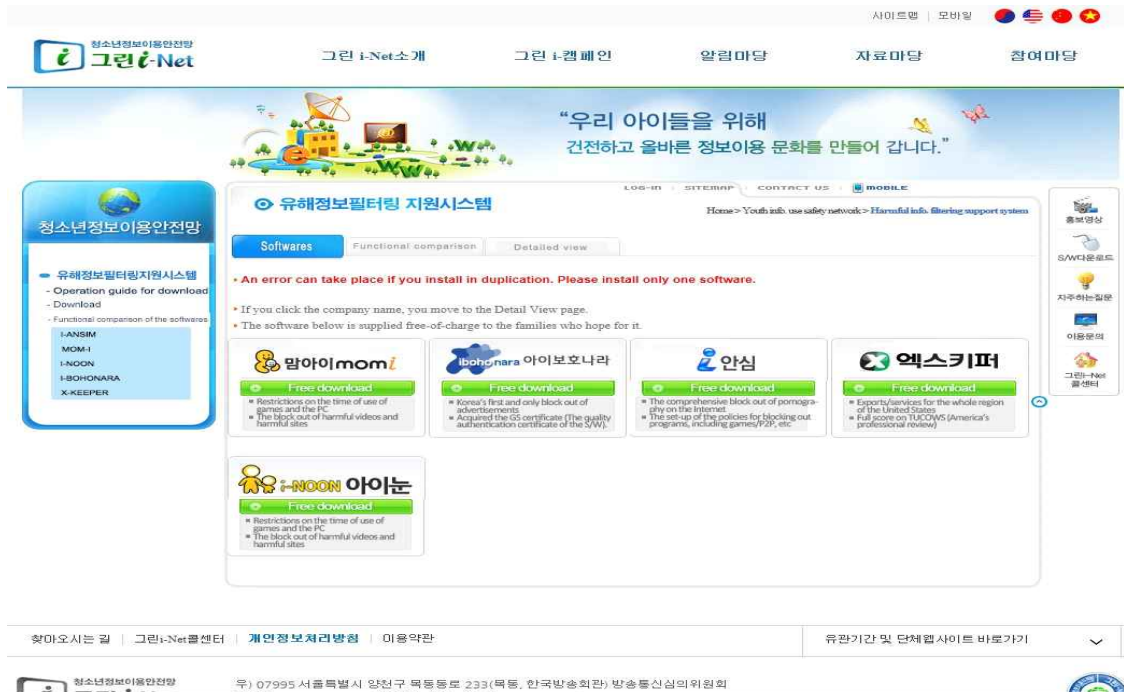 사이트맵 | 모바일
청소년정보이용안전망
그린 i-Net
그린 i-Net소개
그린 i-캠페인
알림마당
자료마당
참여마당
“우리 아이들을 위해
건전하고 올바른 정보이용 문화를 만들어 갑니다.”
청소년정보이용안전망
유해정보필터링지원시스템
- Operation guide for download
- Download
- Functional comparison of the softwares
I-ANSIM
MOM-I
I-NOON
I-BOHONARA
X-KEEPER
LOG-IN | SITEMAP | CONTACT US | MOBILE
유해정보필터링 지원시스템
Home > Youth info. use safety network > Harmful info. filtering support system
Softwares
Functional comparison
Detailed view
• An error can take place if you install in duplication. Please install only one software.
• If you click the company name, you move to the Detail View page.
• The software below is supplied free-of-charge to the families who hope for it.
맘아이momi
Free download
Restrictions on the time of use of
games and the PC
The block out of harmful videos and
harmful sites
ibohonara 아이보호나라
Free download
Korea's first and only block out of
advertisements
Acquired the GS certificate (The quality
authentication certificate of the S/W).
i 안심
Free download
The comprehensive block out of pornogra-
phy on the Internet
The set-up of the policies for blocking out
programs, including games/P2P, etc
엑스키퍼
Free download
Exports/services for the whole region
of the United States
Full score on TUCOWS (America's
professional review)
i-NOON 아이눈
Free download
Restrictions on the time of use of
games and the PC
The block out of harmful videos and
harmful sites
홍보영상
S/W다운로드
자주하는질문
이용문의
그린i-Net
콜센터
찾아오시는 길 | 그린i-Net콜센터 | 개인정보처리방침 | 이용약관
유관기간 및 단체웹사이트 바로가기
청소년정보이용안전망
우) 07995 서울특별시 양천구 목동동로 233(목동, 한국방송회관) 방송통신심의위원회